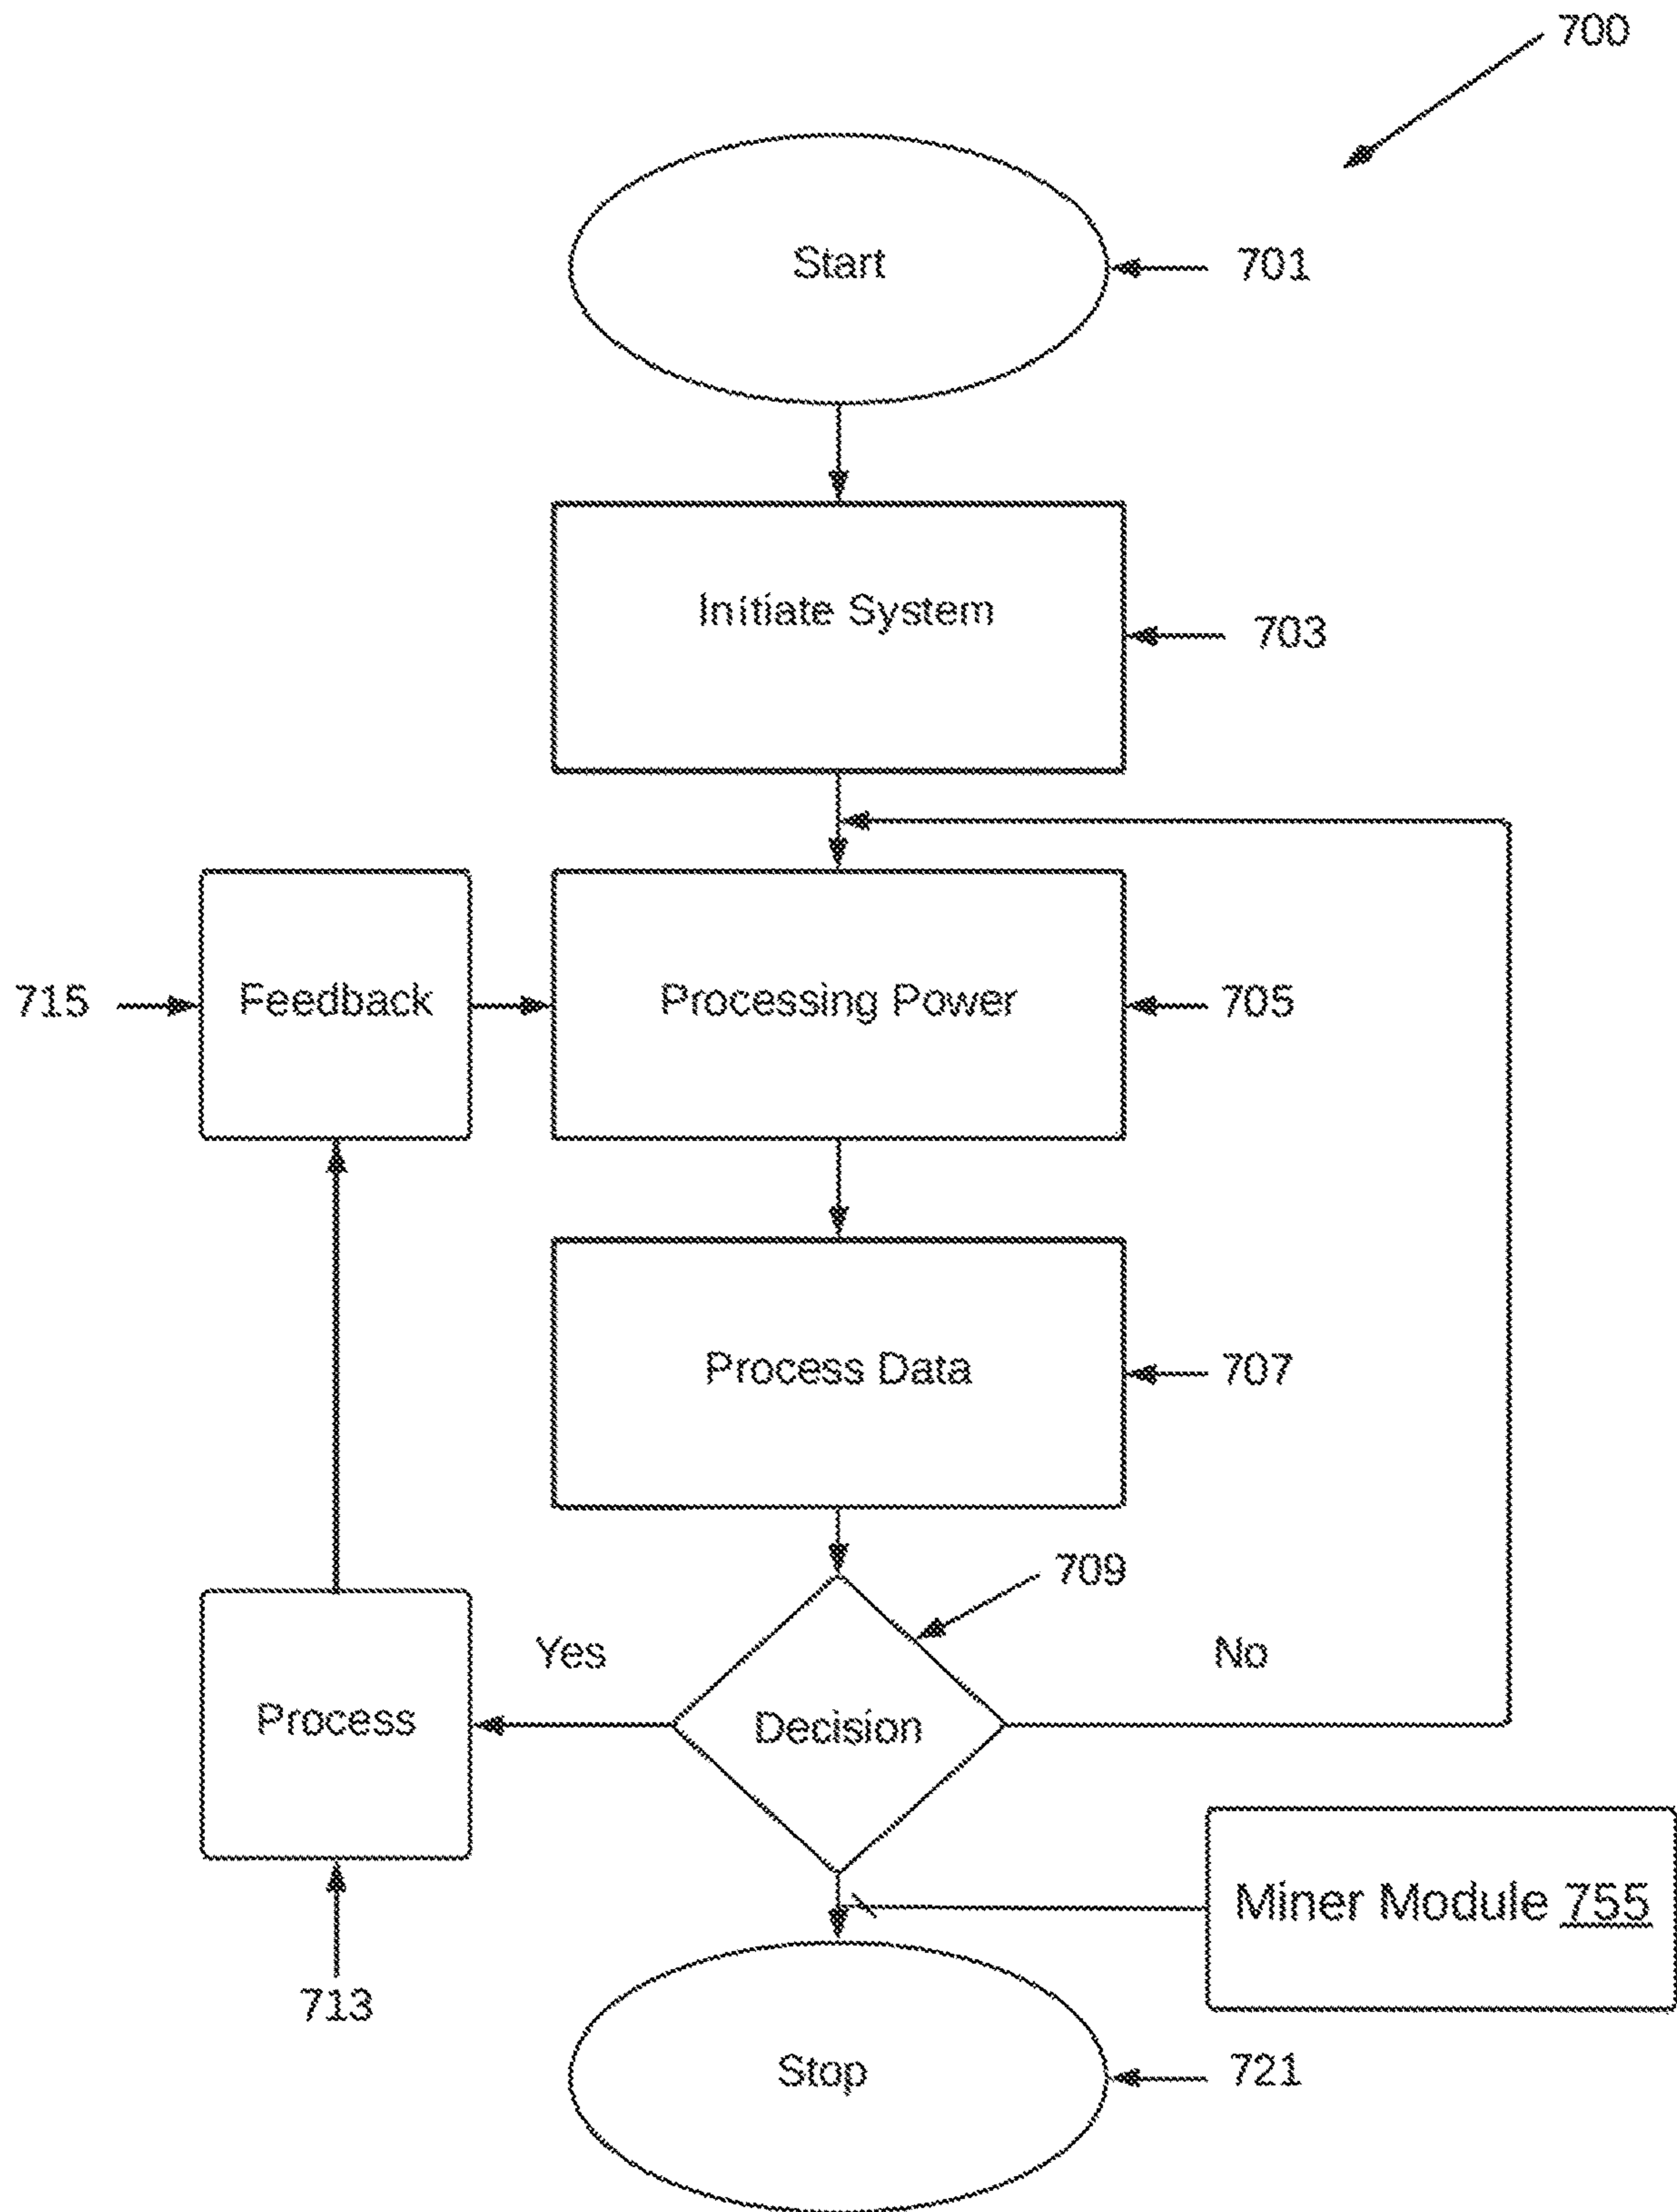 700
Start
701
Initiate System
703
715
Feedback
Processing Power
705
Process Data
707
709
Yes
No
Process
Decision
Miner Module 755
713
Stop
721